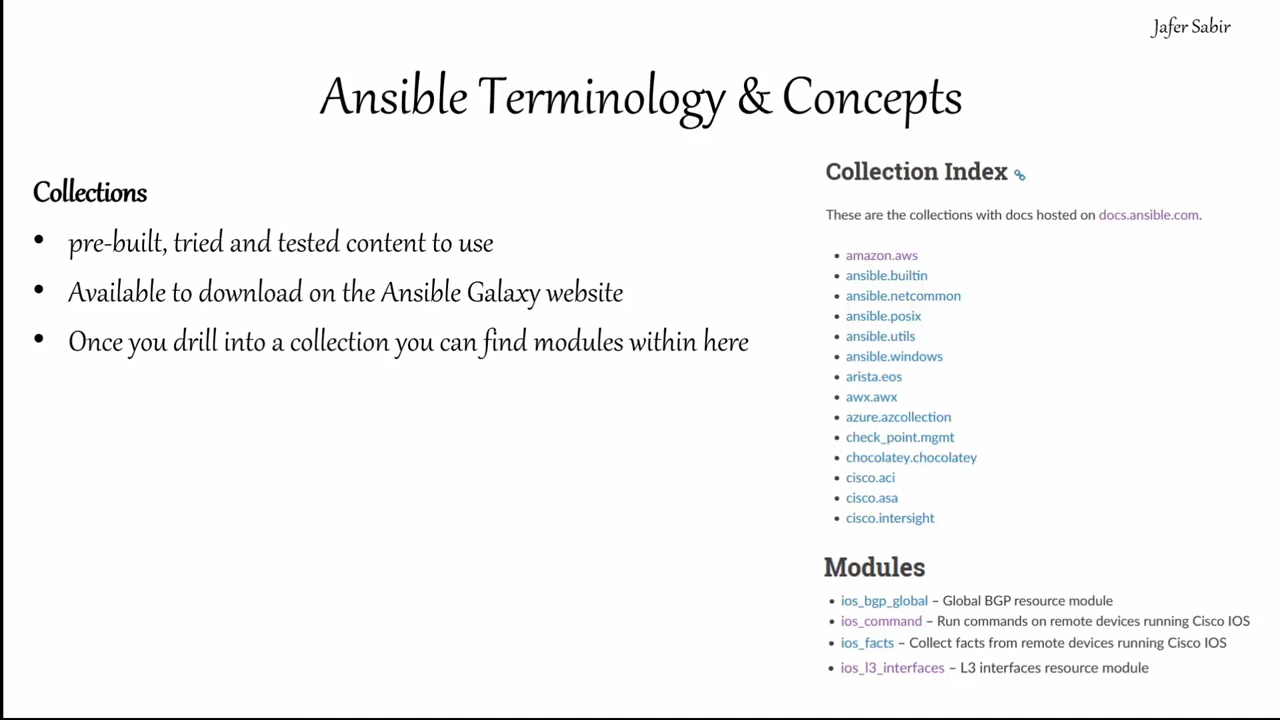 Jafer Sabir
Ansible Terminology & Concepts
Collections
• pre-built, tried and tested content to use
• Available to download on the Ansible Galaxy website
• Once you drill into a collection you can find modules within here
Collection Index
These are the collections with docs hosted on docs.ansible.com.
• amazon.aws
• ansible.builtin
• ansible.netcommon
• ansible.posix
• ansible.utils
• ansible.windows
• arista.eos
• awx.awx
• azure.azcollection
• check_point.mgmt
• chocolatey.chocolatey
• cisco.aci
• cisco.asa
• cisco.intersight
Modules
• ios_bgp_global – Global BGP resource module
• ios_command – Run commands on remote devices running Cisco IOS
• ios_facts – Collect facts from remote devices running Cisco IOS
• ios_l3_interfaces – L3 interfaces resource module